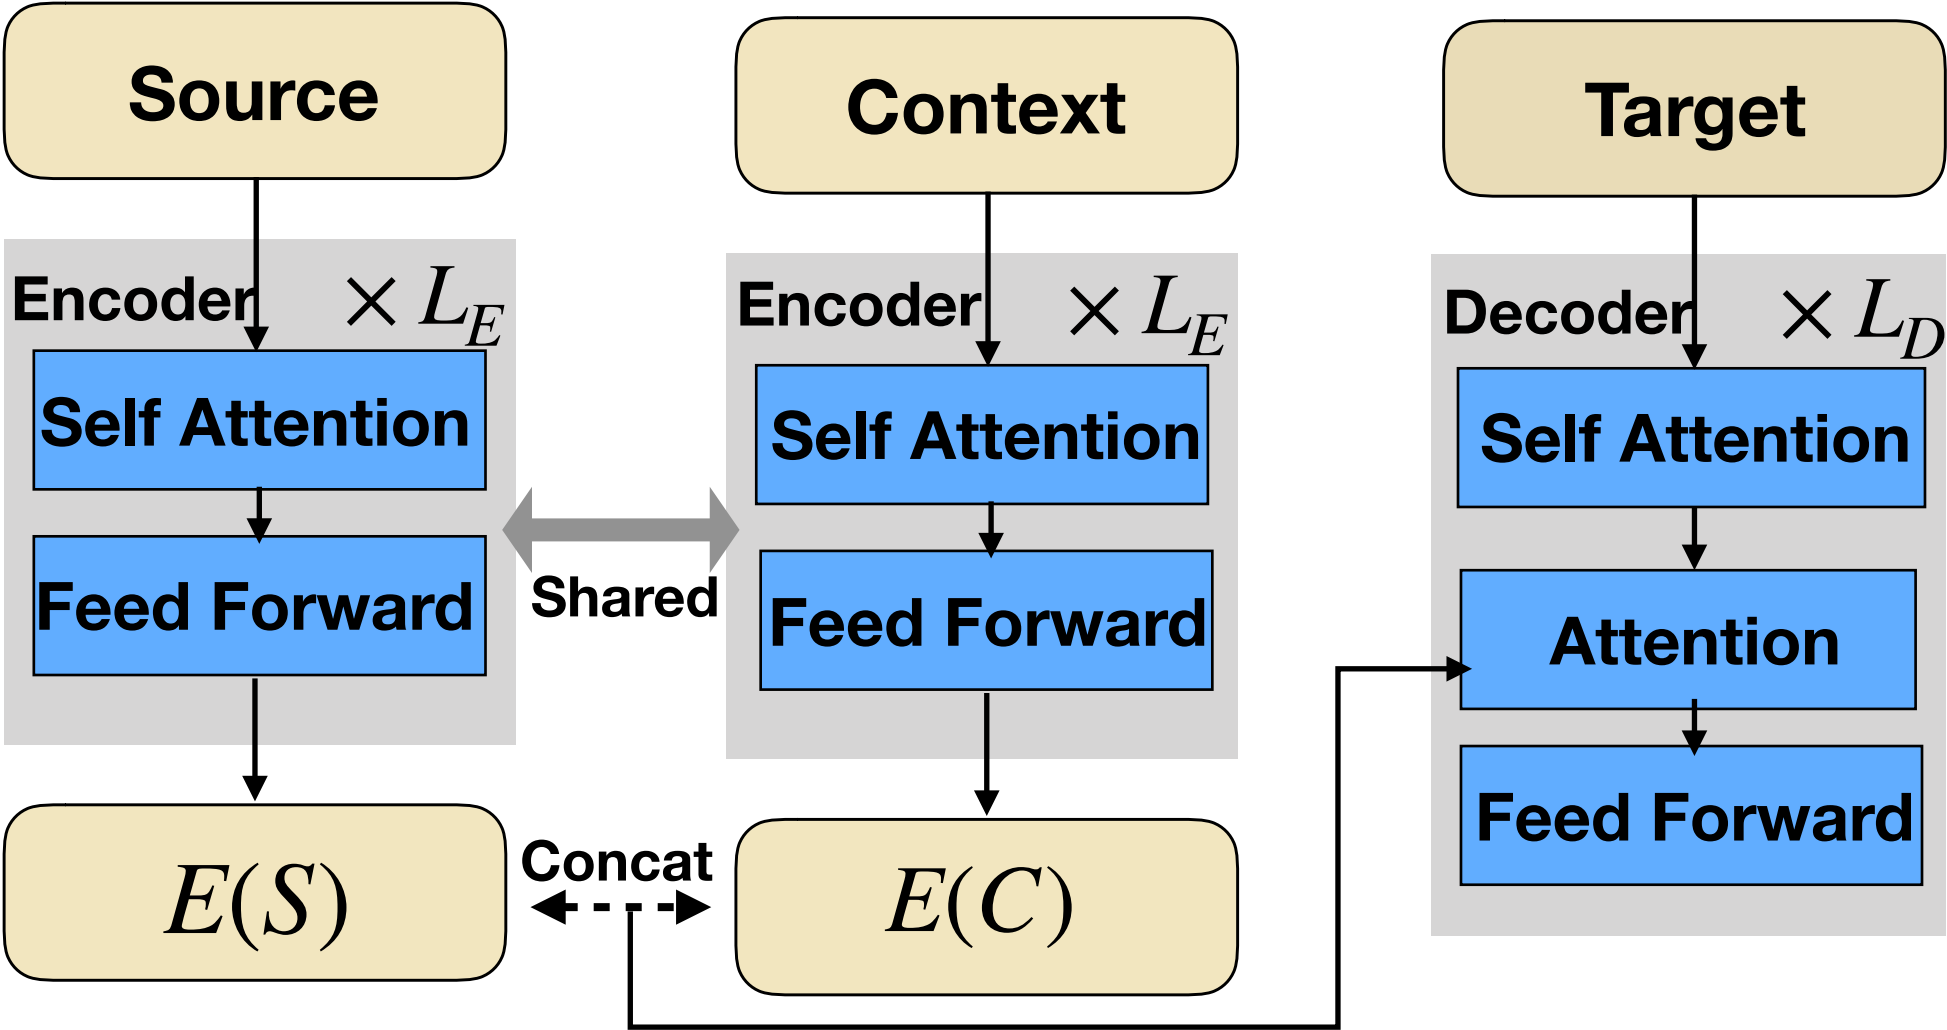 Source
Context
Target
Encoder × L_E
Encoder × L_E
Decoder × L_D
Self Attention
Self Attention
Self Attention
Feed Forward
Shared
Feed Forward
Attention
Feed Forward
E(S)
Concat
E(C)